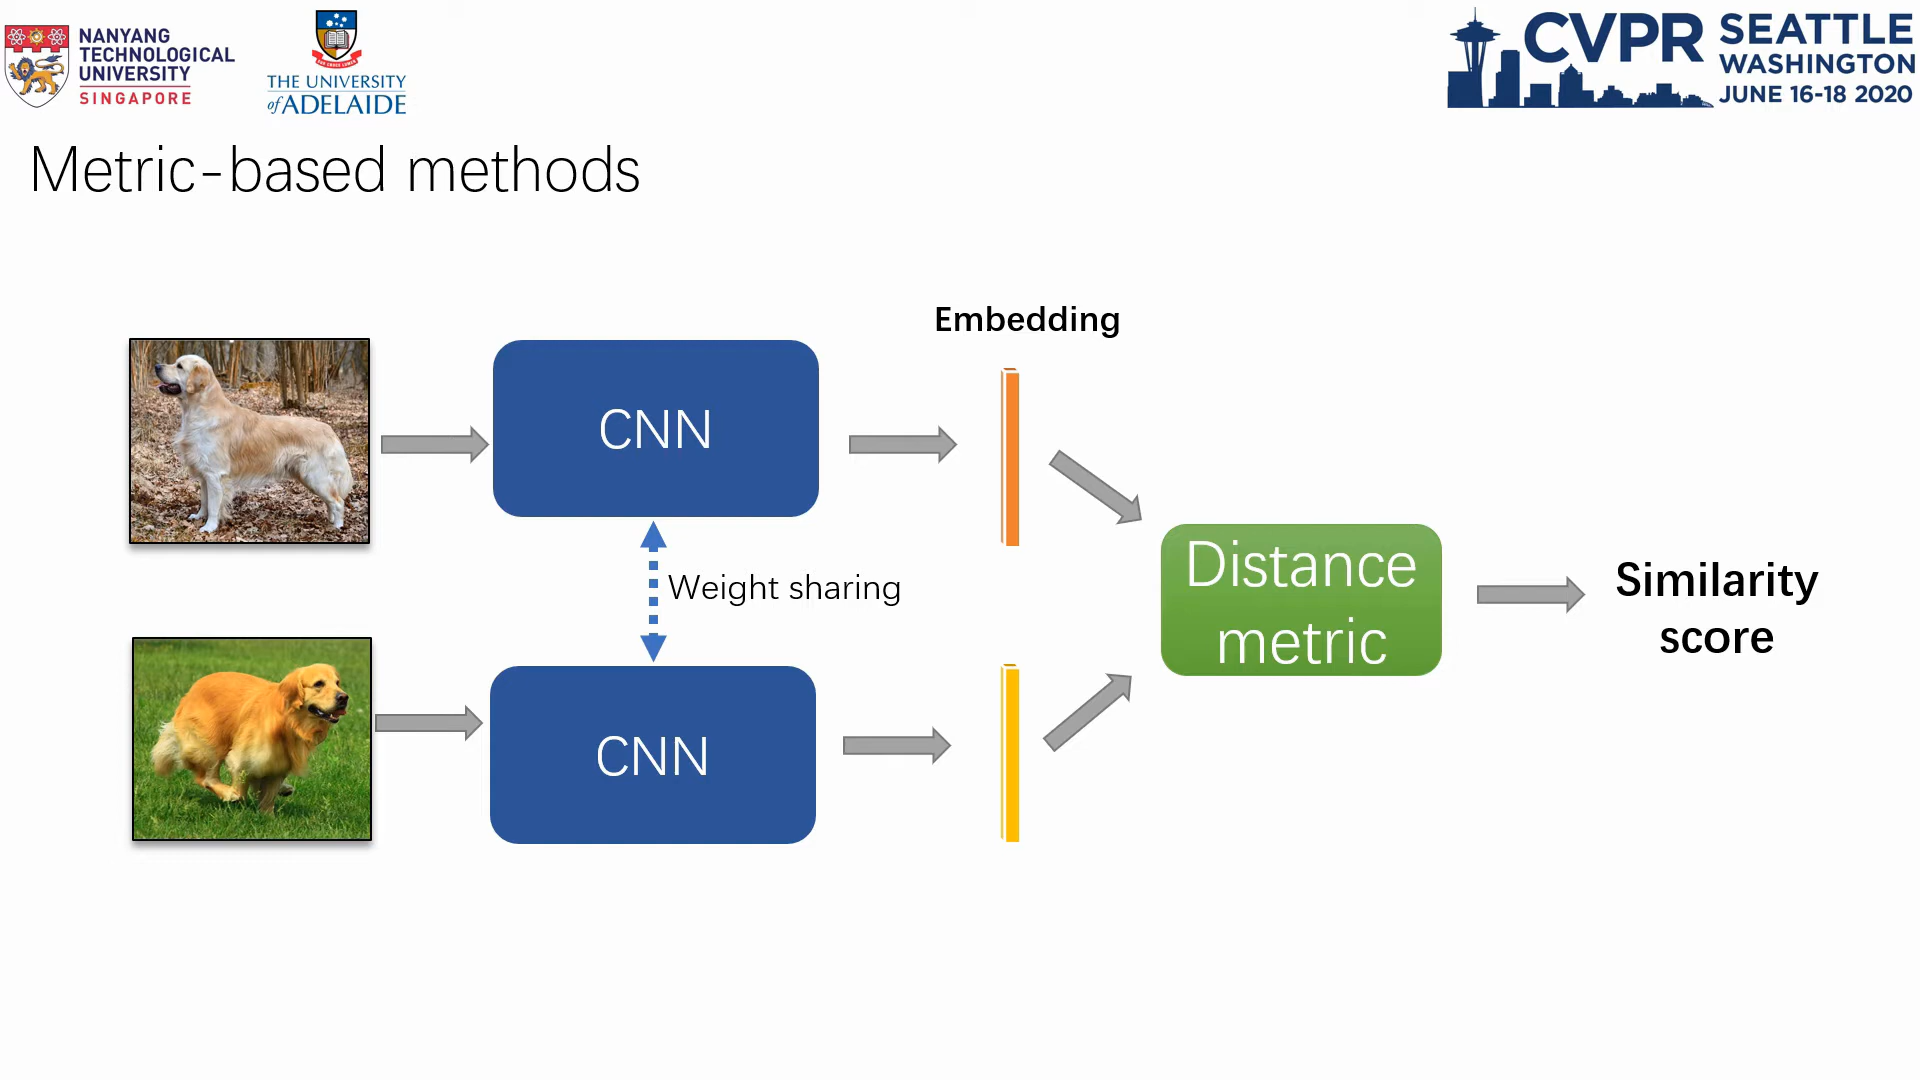 NANYANG
TECHNOLOGICAL
UNIVERSITY
SINGAPORE
THE UNIVERSITY
of ADELAIDE
CVPR
SEATTLE
WASHINGTON
JUNE 16-18 2020
Metric-based methods
Embedding
CNN
Weight sharing
CNN
Distance
metric
Similarity
score